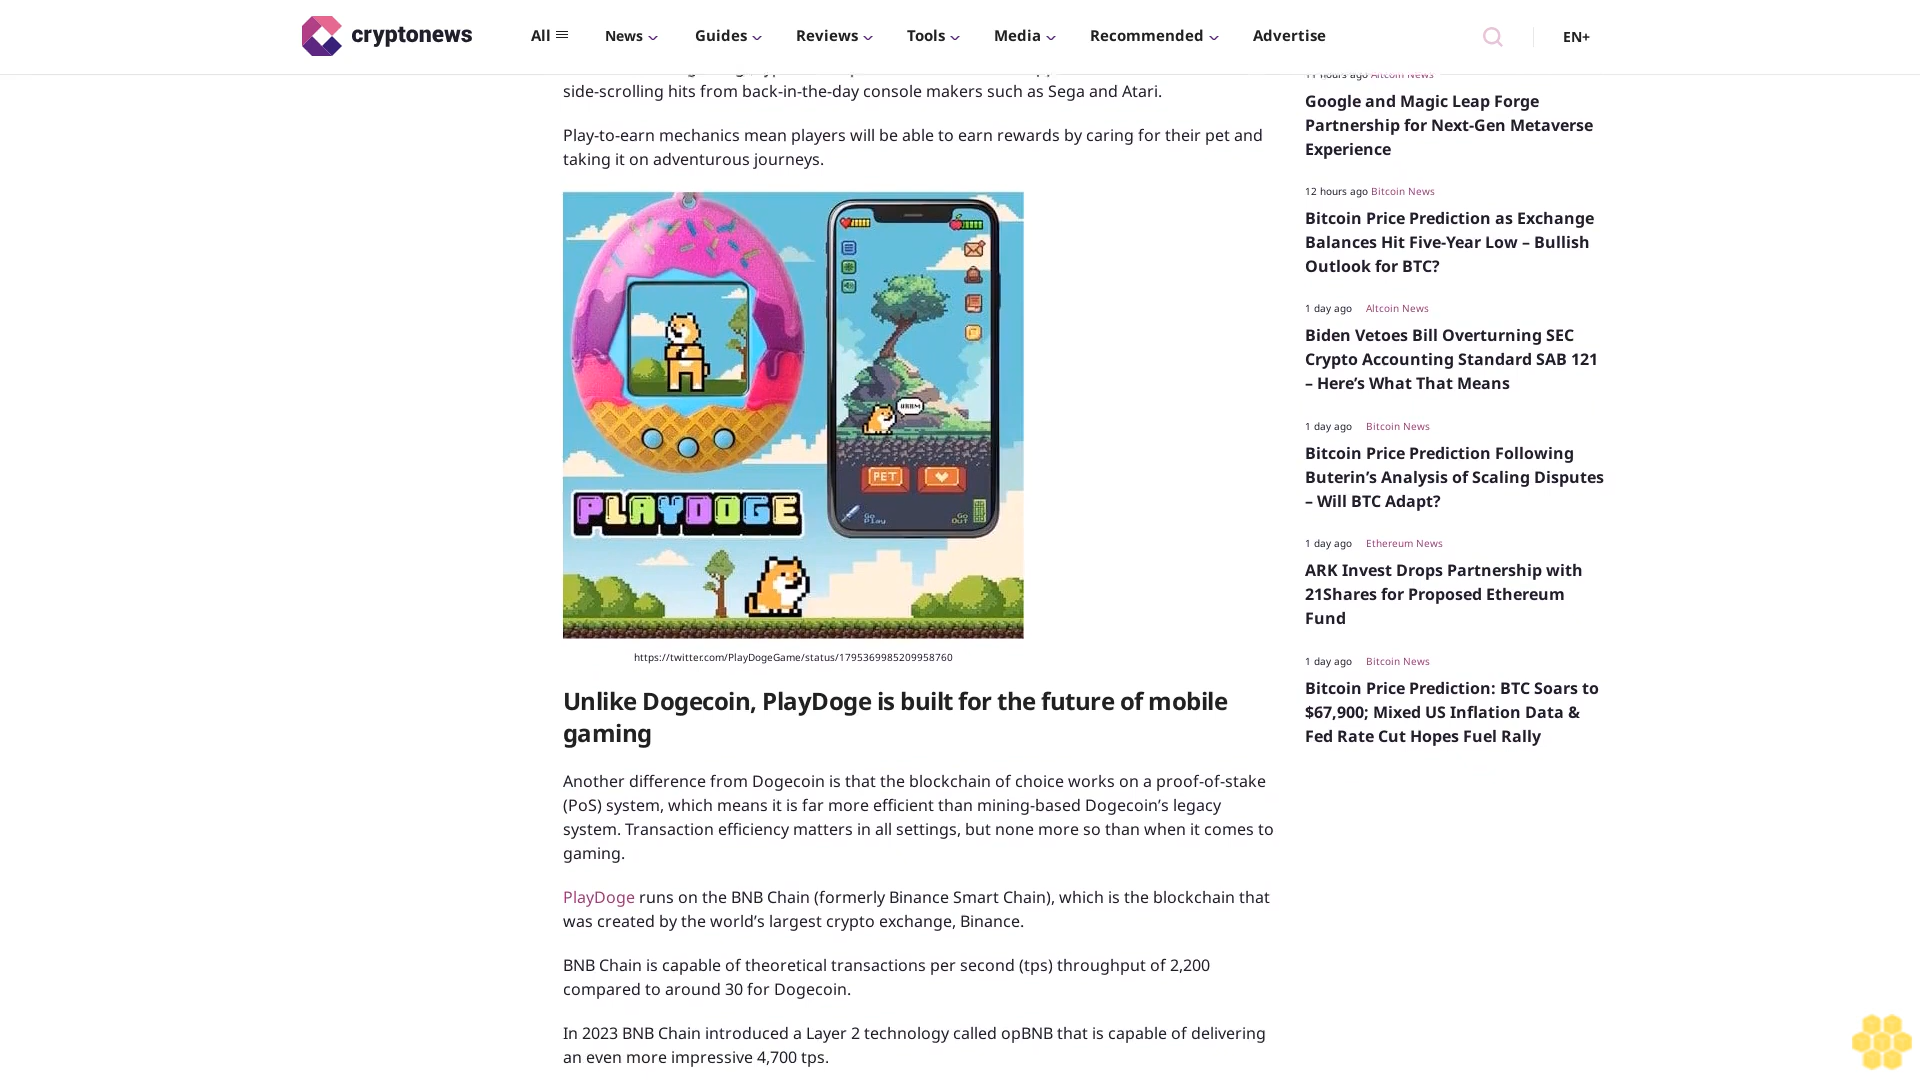 cryptonews
All
News
Guides
Reviews
Tools
Media
Recommended
Advertise
EN+
side-scrolling hits from back-in-the-day console makers such as Sega and Atari.
Play-to-earn mechanics mean players will be able to earn rewards by caring for their pet and
taking it on adventurous journeys.
PET
Go
Play
Go
Out
PLAYDOGE
https://twitter.com/PlayDogeGame/status/1795369985209958760
Unlike Dogecoin, PlayDoge is built for the future of mobile
gaming
Another difference from Dogecoin is that the blockchain of choice works on a proof-of-stake
(PoS) system, which means it is far more efficient than mining-based Dogecoin’s legacy
system. Transaction efficiency matters in all settings, but none more so than when it comes to
gaming.
PlayDoge runs on the BNB Chain (formerly Binance Smart Chain), which is the blockchain that
was created by the world’s largest crypto exchange, Binance.
BNB Chain is capable of theoretical transactions per second (tps) throughput of 2,200
compared to around 30 for Dogecoin.
In 2023 BNB Chain introduced a Layer 2 technology called opBNB that is capable of delivering
an even more impressive 4,700 tps.
11 hours ago Altcoin News
Google and Magic Leap Forge
Partnership for Next-Gen Metaverse
Experience
12 hours ago Bitcoin News
Bitcoin Price Prediction as Exchange
Balances Hit Five-Year Low – Bullish
Outlook for BTC?
1 day ago Altcoin News
Biden Vetoes Bill Overturning SEC
Crypto Accounting Standard SAB 121
– Here’s What That Means
1 day ago Bitcoin News
Bitcoin Price Prediction Following
Buterin’s Analysis of Scaling Disputes
– Will BTC Adapt?
1 day ago Ethereum News
ARK Invest Drops Partnership with
21Shares for Proposed Ethereum
Fund
1 day ago Bitcoin News
Bitcoin Price Prediction: BTC Soars to
$67,900; Mixed US Inflation Data &
Fed Rate Cut Hopes Fuel Rally